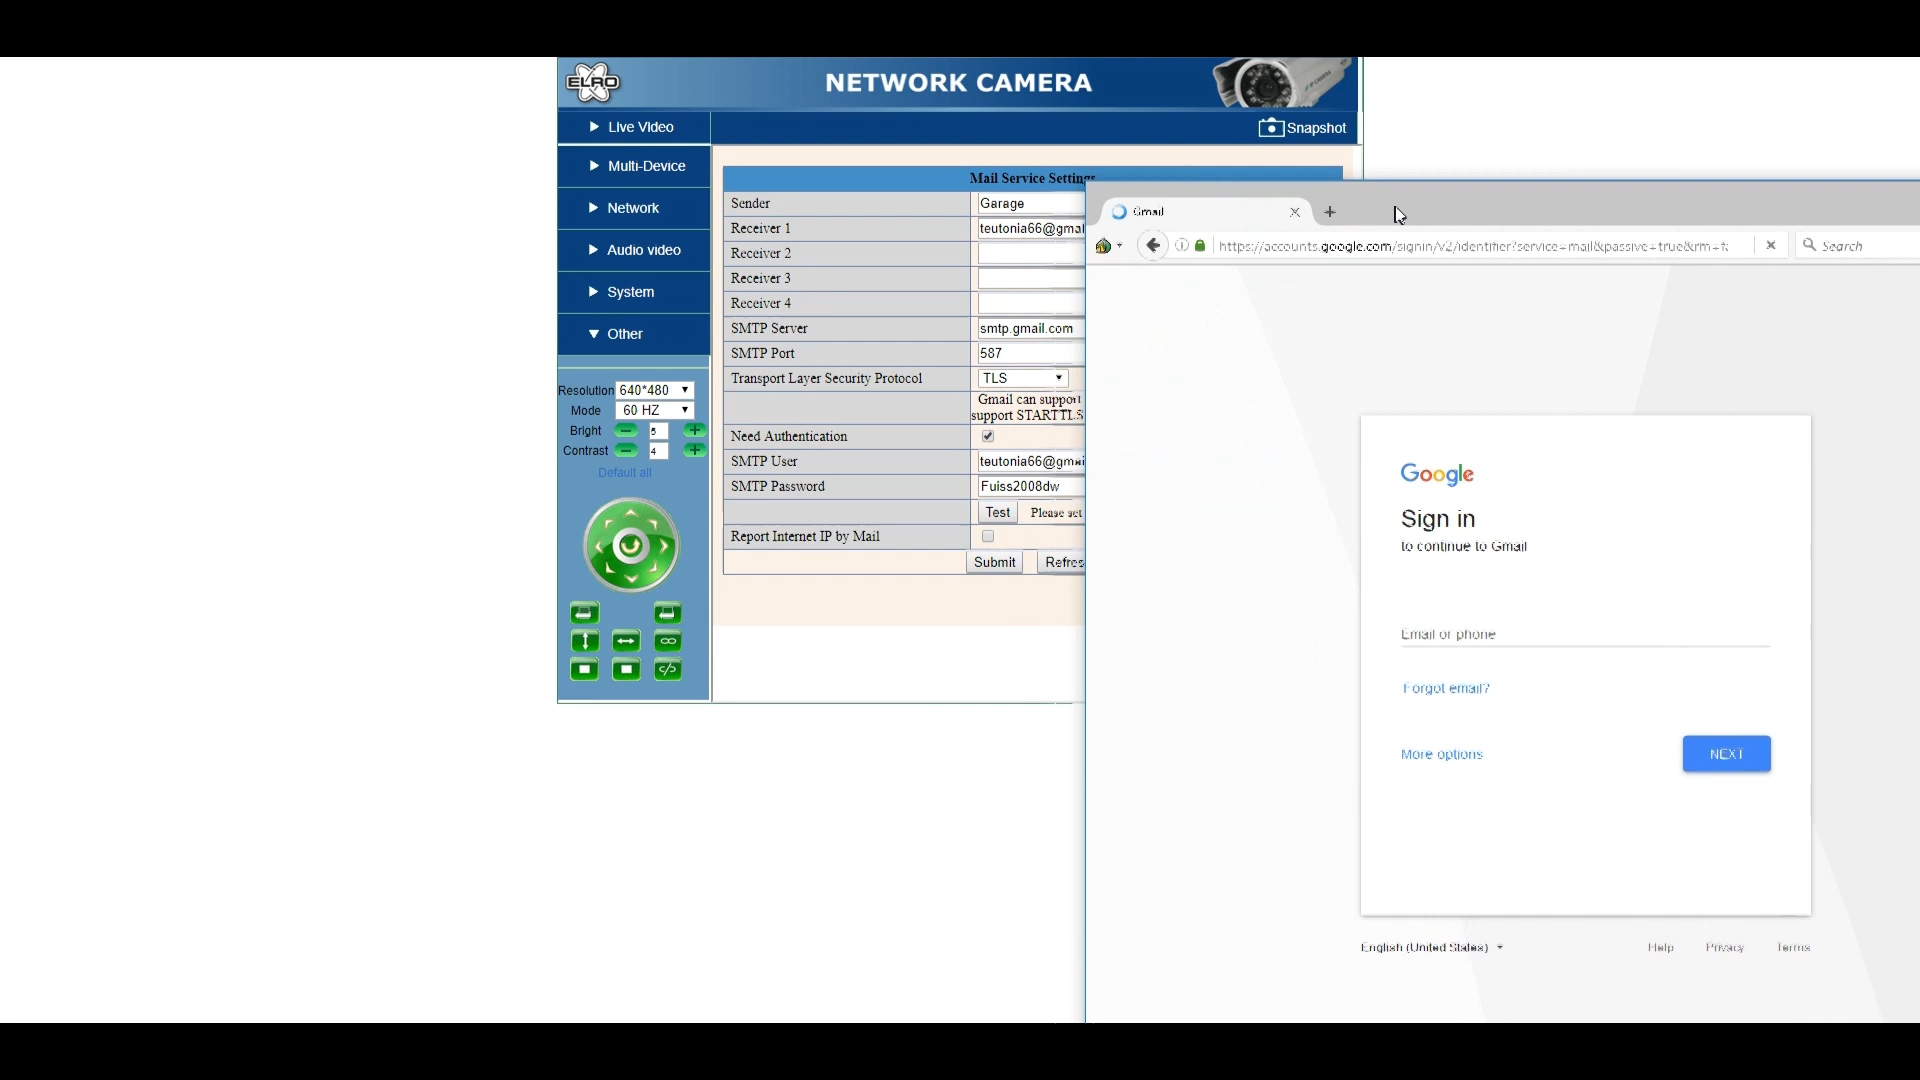 ELRO
NETWORK CAMERA
Live Video
Snapshot
Multi-Device
Network
Audio video
System
Other
Resolution 640*480
Mode 60 HZ
Bright 5
Contrast 4
Default all
Mail Service Settings
Sender Garage
Receiver 1 teutonia66@gmai
Receiver 2
Receiver 3
Receiver 4
SMTP Server smtp.gmail.com
SMTP Port 587
Transport Layer Security Protocol TLS
Gmail can support
support STARTTLS
Need Authentication
SMTP User teutonia66@gmai
SMTP Password Fuiss2008dw
Test Please set
Report Internet IP by Mail
Submit Refres
Gmail
https://accounts.google.com/signin/v2/identifier?service=mail&passive=true&rm=f
Search
Google
Sign in
to continue to Gmail
Email or phone
Forgot email?
More options
NEXT
English (United States)
Help Privacy Terms